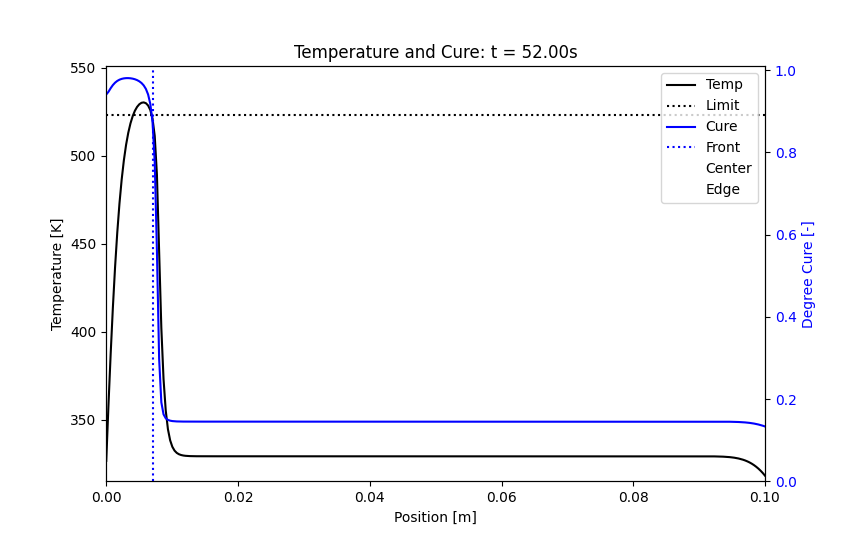 Temperature and Cure: t = 52.00s
550
500
450
400
350
Temperature [K]
1.0
0.8
0.6
0.4
0.2
0.0
Degree Cure [-]
Temp
Limit
Cure
Front
Center
Edge
0.00
0.02
0.04
0.06
0.08
0.10
Position [m]